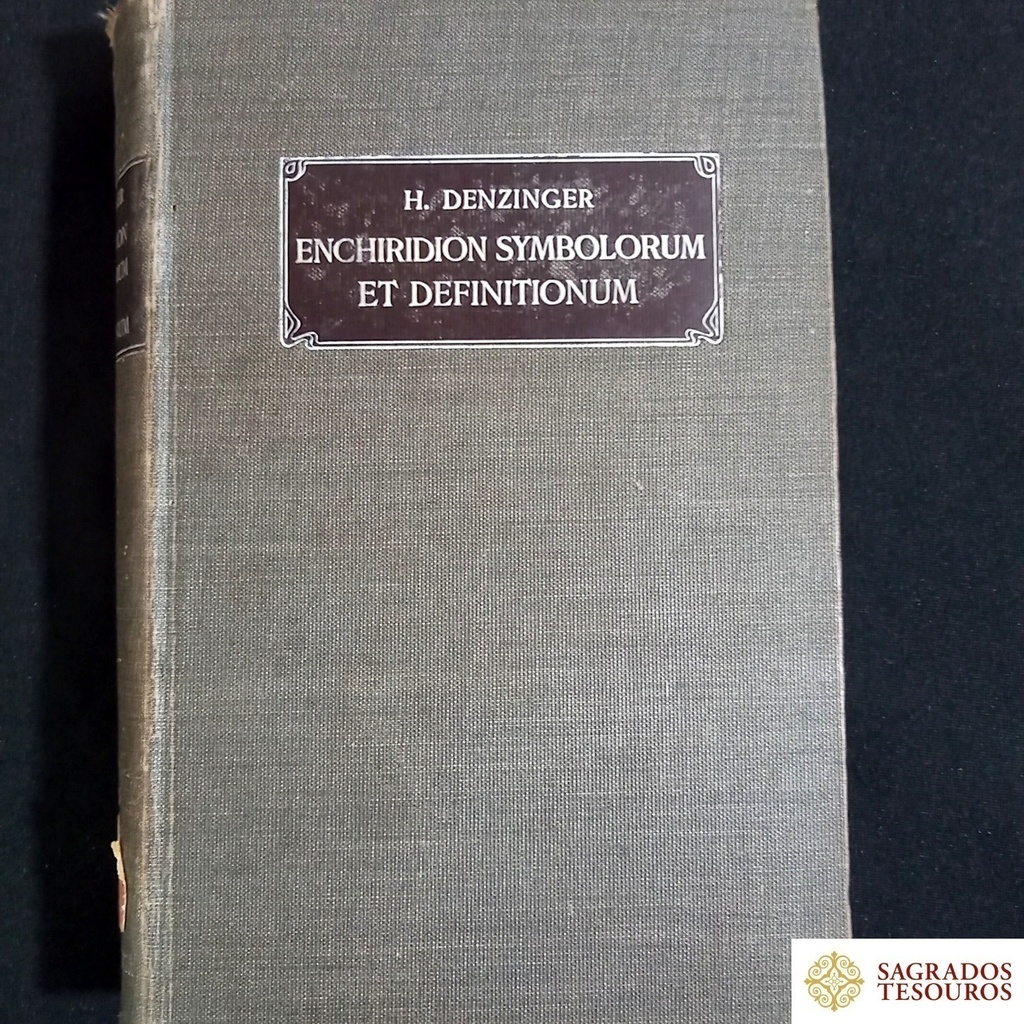 H. DENZINGER
ENCHIRIDION SYMBOLORUM
ET DEFINITIONUM
SAGRADOS
TESOUROS